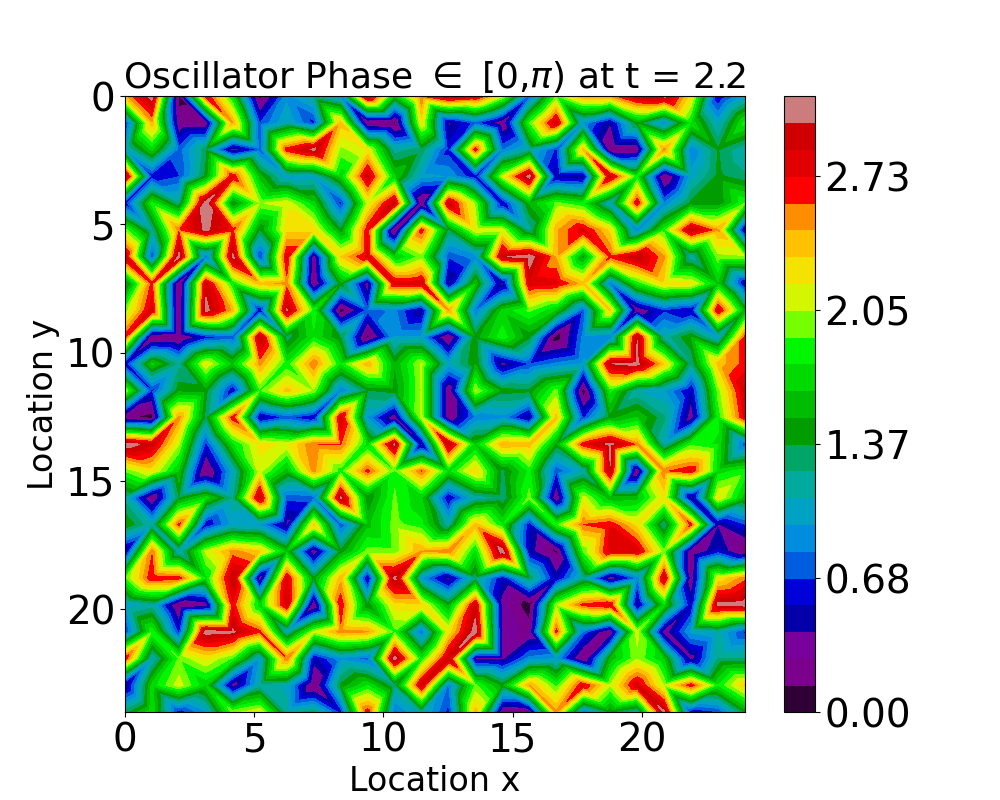 Oscillator Phase ∈ [0,π) at t = 2.2
0
5
10
15
20
Location y
0 5 10 15 20
Location x
2.73
2.05
1.37
0.68
0.00